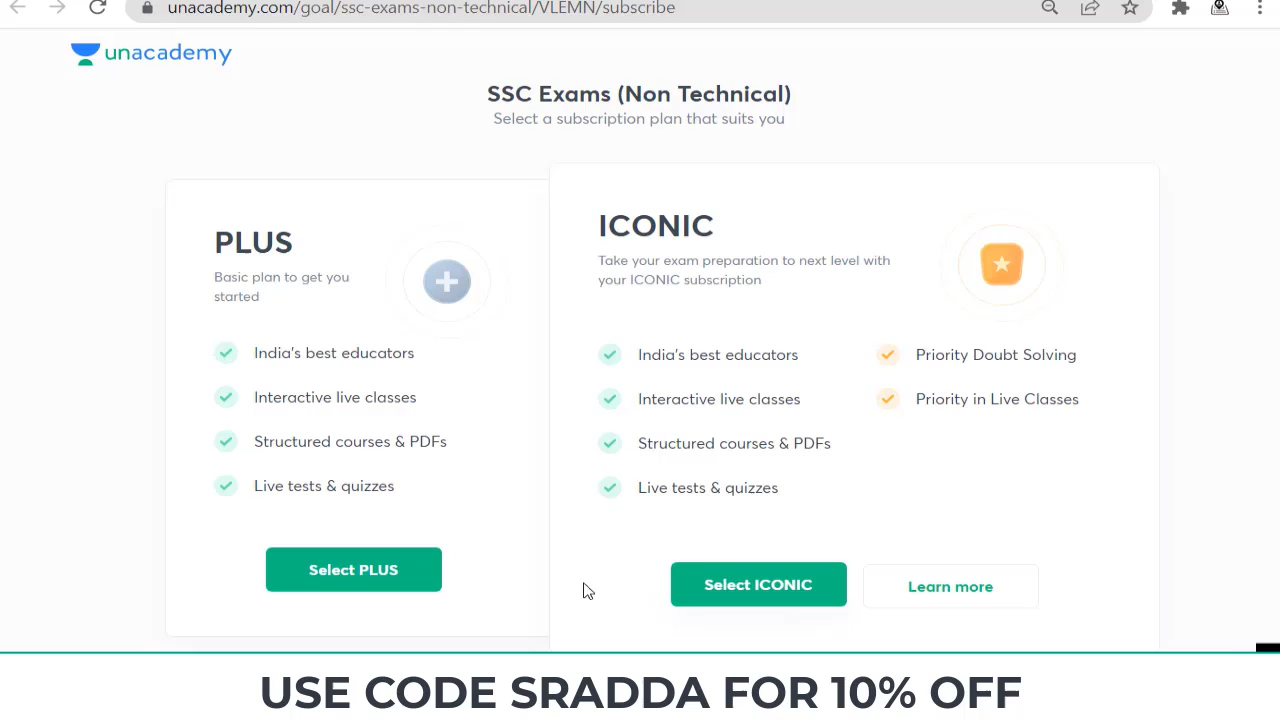 unacademy.com/goal/ssc-exams-non-technical/VLEMN/subscribe
unacademy
SSC Exams (Non Technical)
Select a subscription plan that suits you
PLUS
Basic plan to get you
started
India's best educators
Interactive live classes
Structured courses & PDFs
Live tests & quizzes
Select PLUS
ICONIC
Take your exam preparation to next level with
your ICONIC subscription
India's best educators
Interactive live classes
Structured courses & PDFs
Live tests & quizzes
Priority Doubt Solving
Priority in Live Classes
Select ICONIC
Learn more
USE CODE SRADDA FOR 10% OFF